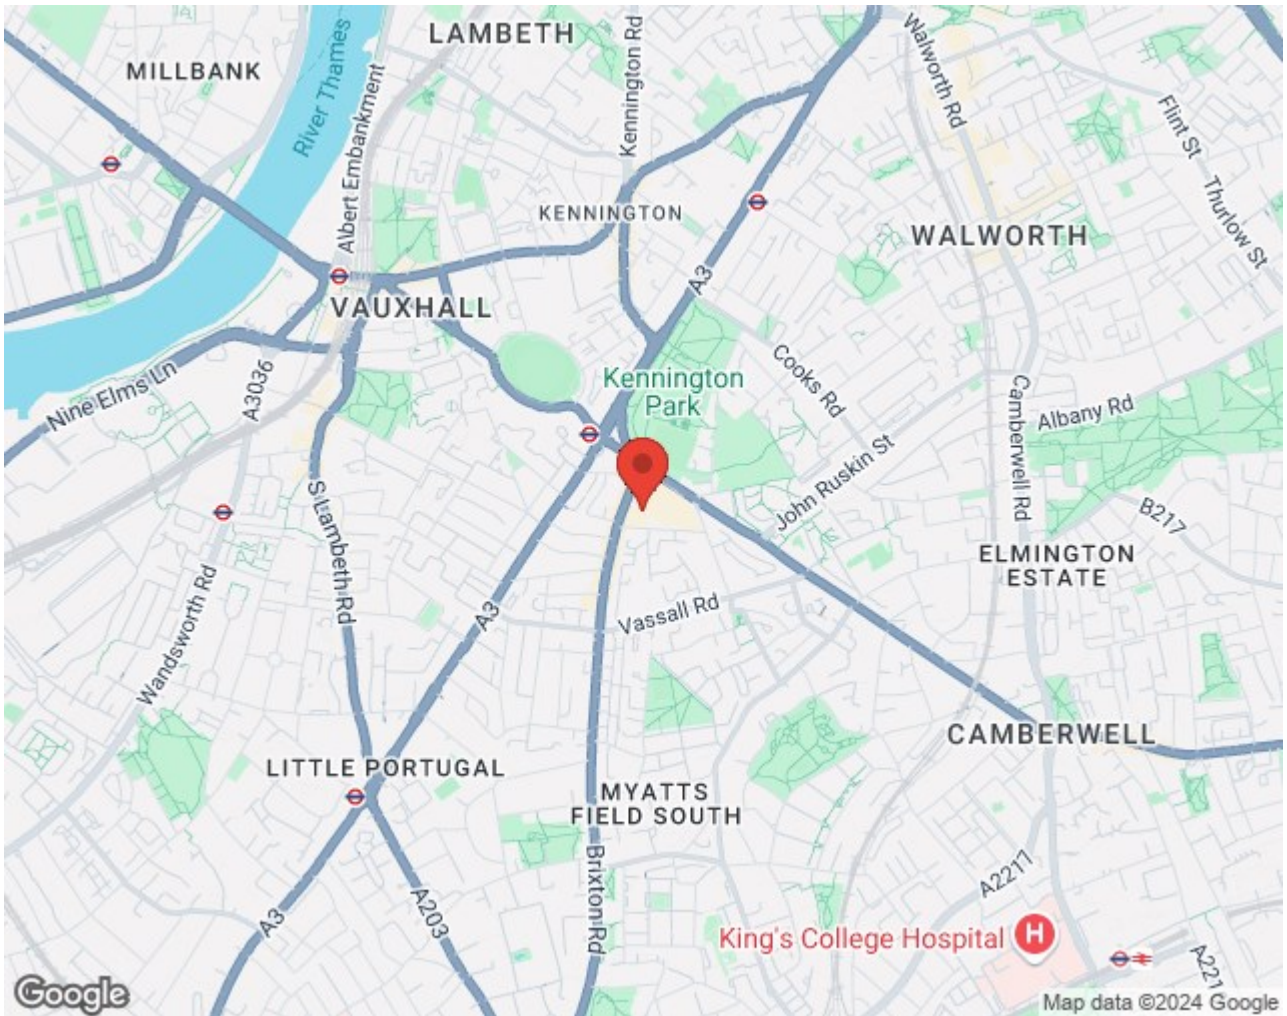 LAMBETH
MILLBANK
River Thames
Albert Embankment
Kennington Rd
Walworth Rd
Flint St
Thurlow St
KENNINGTON
WALWORTH
VAUXHALL
A3
Nine Elms Ln
A3036
Kennington
Park
Cooks Rd
Camberwell Rd
Albany Rd
John Ruskin St
B217
S Lambeth Rd
ELMINGTON
ESTATE
Wandsworth Rd
A3
Vassall Rd
CAMBERWELL
LITTLE PORTUGAL
MYATTS
FIELD SOUTH
Brixton Rd
A2217
A203
A3
King's College Hospital
H
A221
Google
Map data ©2024 Google